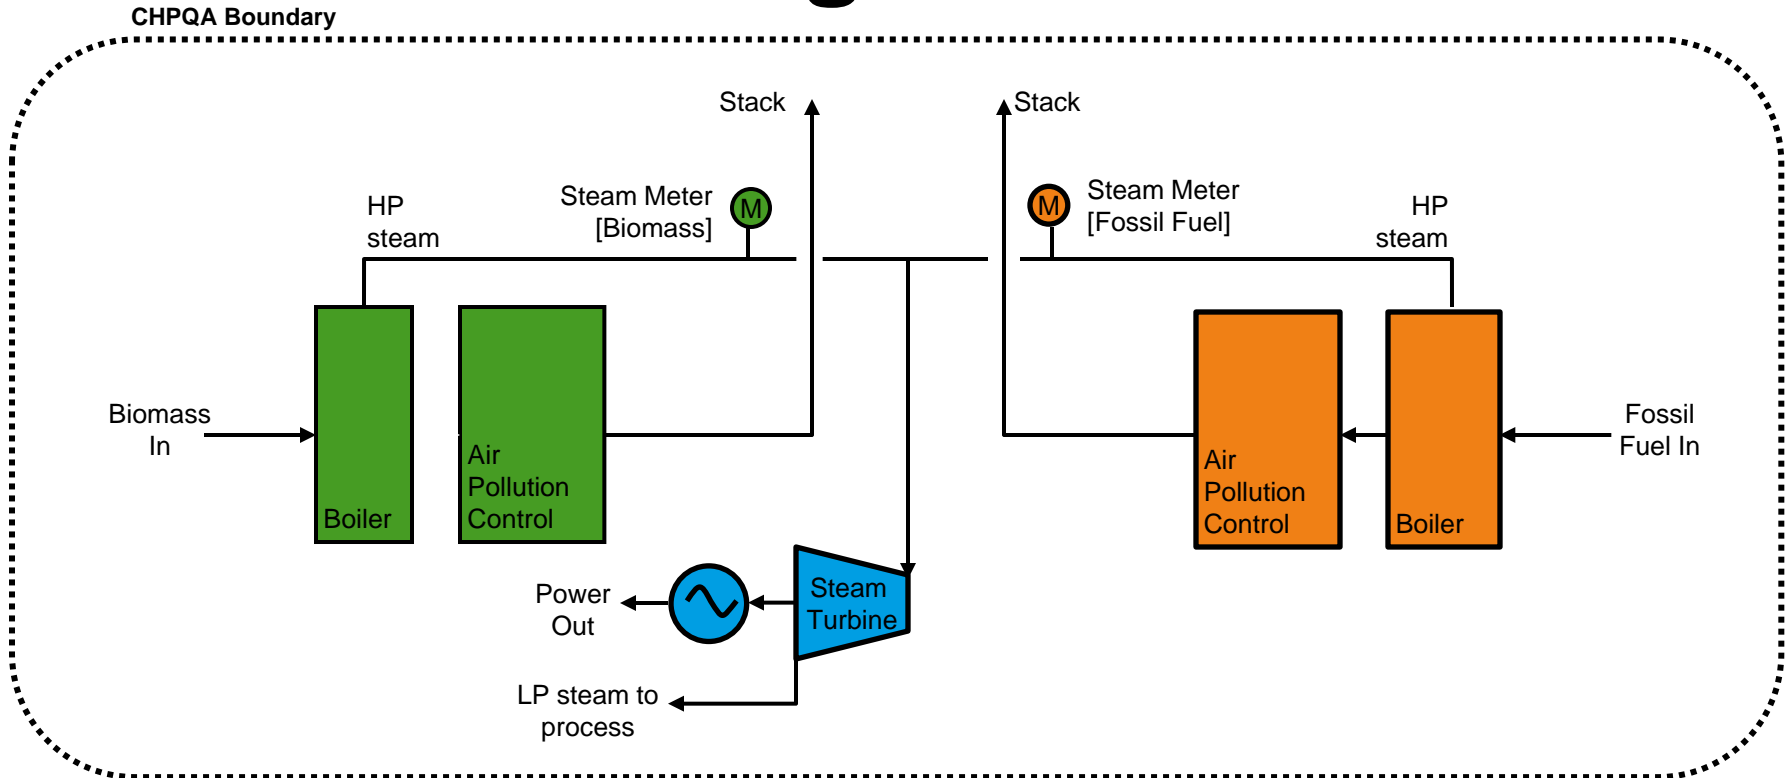 CHPQA Boundary
Stack
Stack
Steam Meter
[Biomass]
M
M
Steam Meter
[Fossil Fuel]
HP
steam
HP
steam
Biomass
In
Boiler
Air
Pollution
Control
Air
Pollution
Control
Boiler
Fossil
Fuel In
Power
Out
Steam
Turbine
LP steam to
process